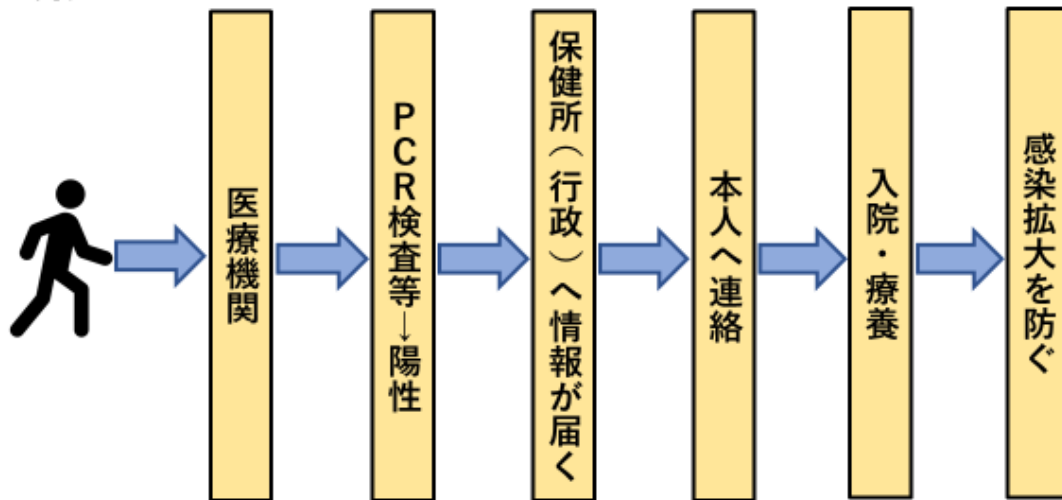 医療機関
PCR検査等→陽性
保健所（行政）へ情報が届く
本人へ連絡
入院・療養
感染拡大を防ぐ